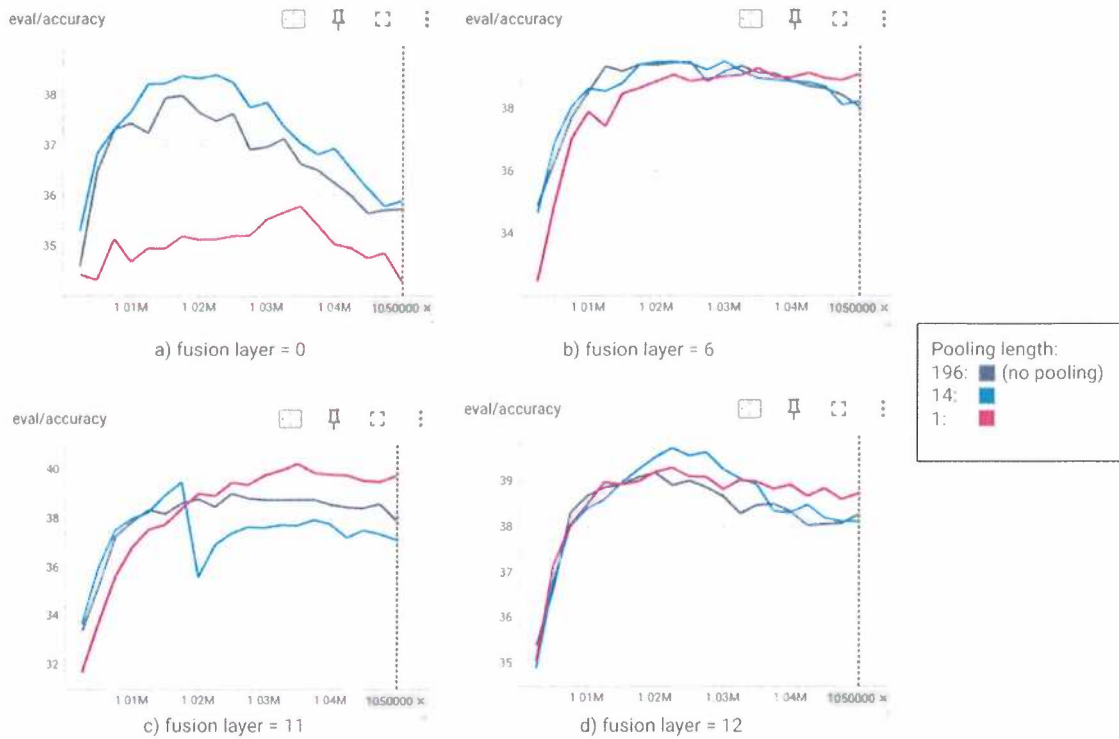 eval/accuracy
38
37
36
35
1 01M 1 02M 1 03M 1 04M 1050000 ×
a) fusion layer = 0
eval/accuracy
38
36
34
1 01M 1 02M 1 03M 1 04M 1050000 ×
b) fusion layer = 6
Pooling length:
196: (no pooling)
14:
1:
eval/accuracy
40
38
36
34
32
1 01M 1 02M 1 03M 1 04M 1050000 ×
c) fusion layer = 11
eval/accuracy
39
38
37
36
35
1 01M 1 02M 1 03M 1 04M 1050000 ×
d) fusion layer = 12